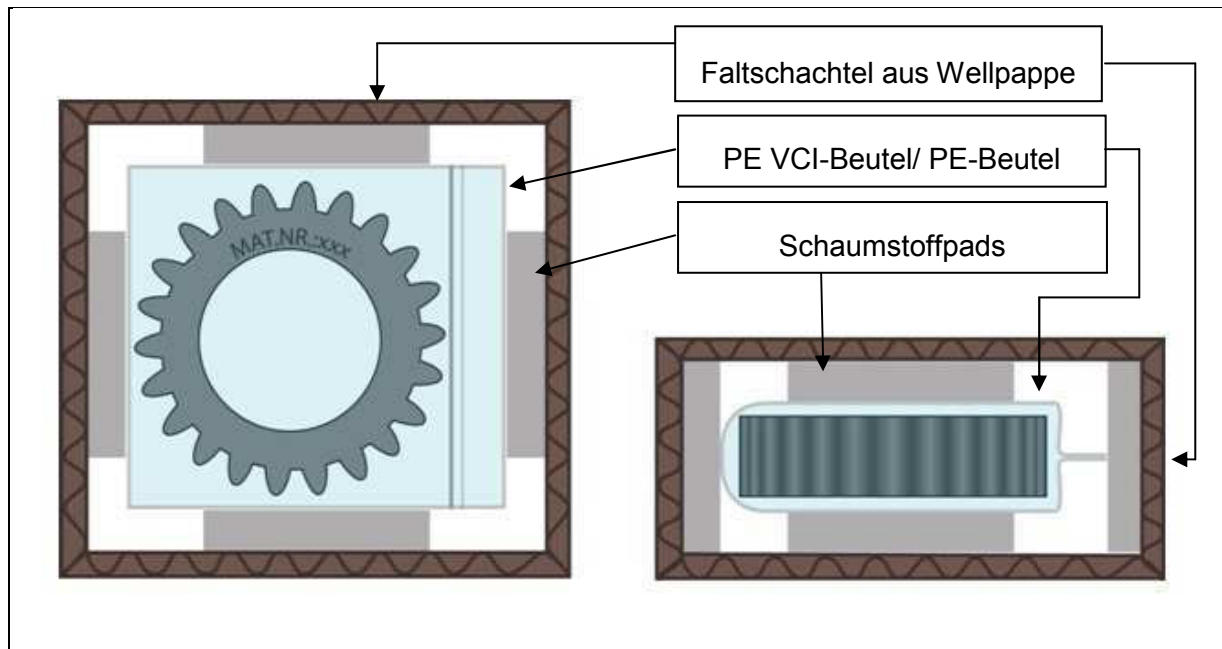 Faltschachtel aus Wellpappe
PE VCI-Beutel/ PE-Beutel
Schaumstoffpads
MAT.NR.:xxx